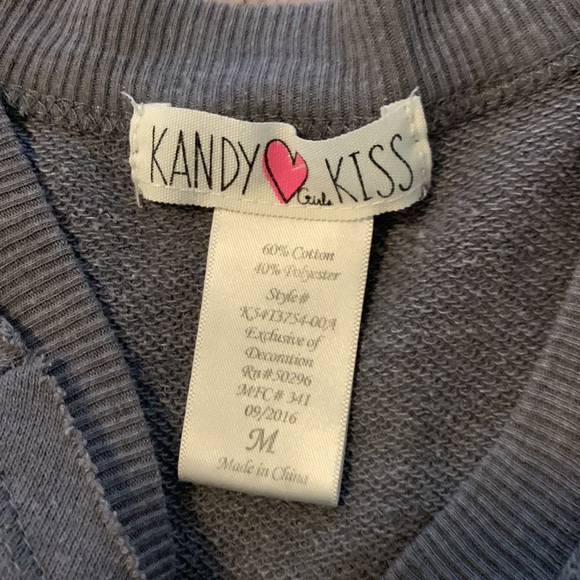 KANDY KISS
Girls
60% Cotton
40% Polyester
Style#
K54T3754-00A
Exclusive of
Decoration
Rn#50296
MFC# 341
09/2016
M
Made in China